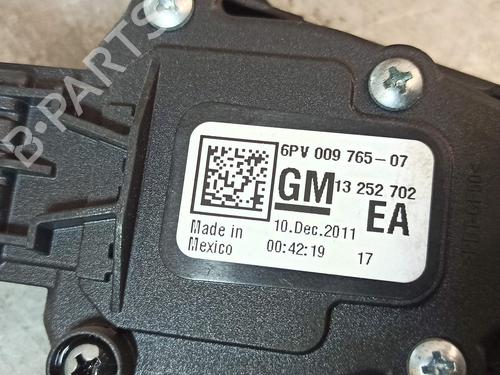 B-PARTS
6PV 009 765-07
GM 13 252 702
EA
Made in Mexico
10.Dec.2011
00:42:19 17